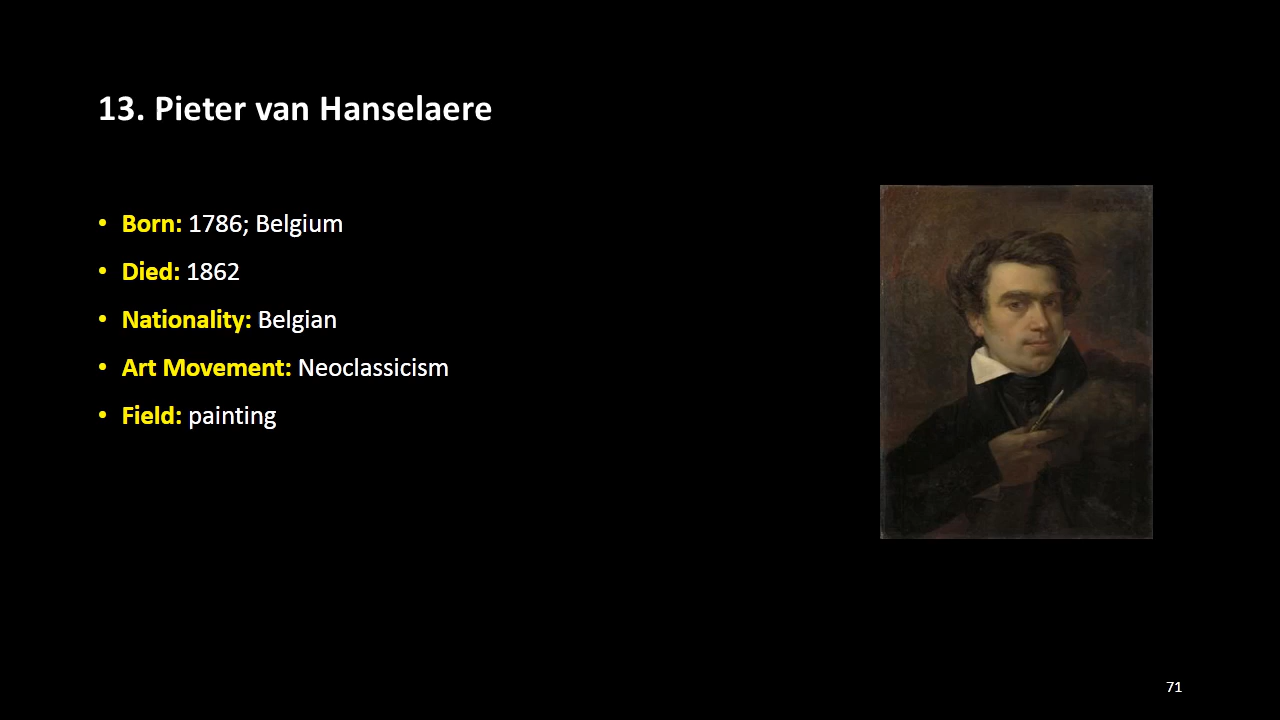 13. Pieter van Hanselaere
• Born: 1786; Belgium
• Died: 1862
• Nationality: Belgian
• Art Movement: Neoclassicism
• Field: painting
71